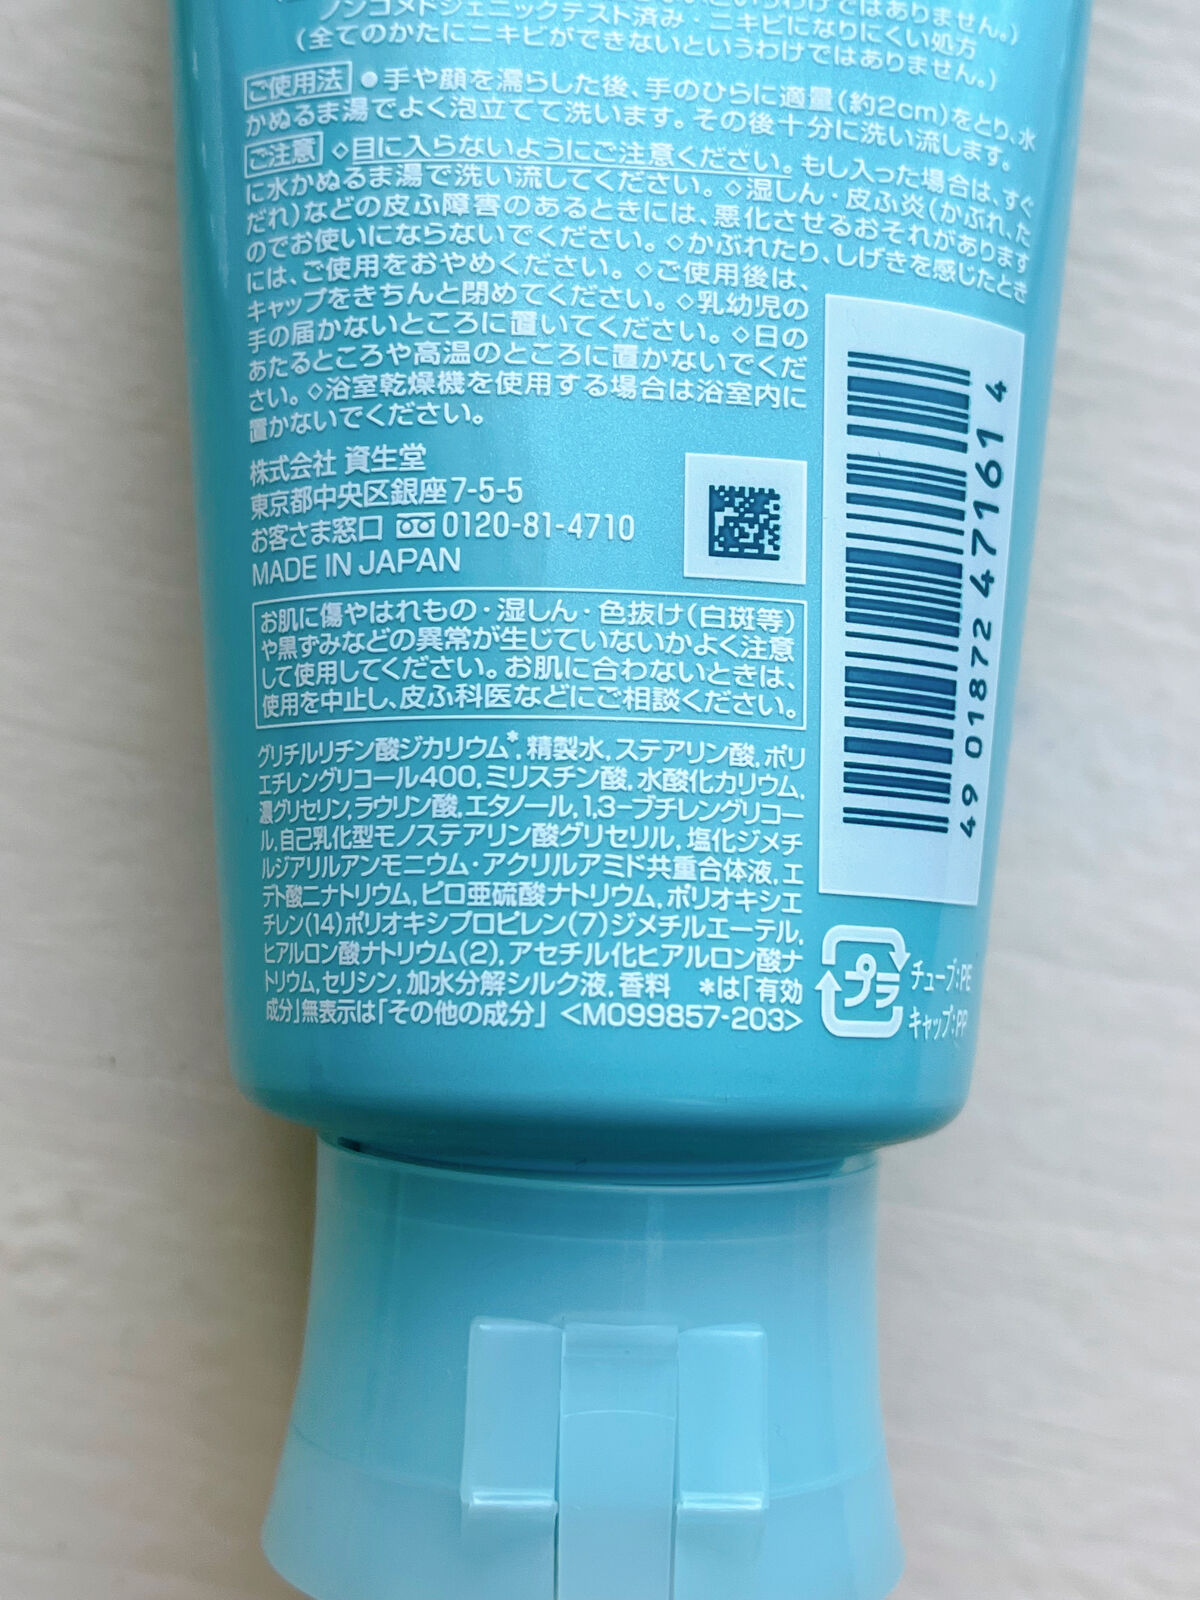 というわけではありません。)
ノンコメドジェニックテスト済み・ニキビになりにくい処方
(全てのかたにニキビができないというわけではありません。)
ご使用法 ●手や顔を濡らした後、手のひらに適量(約2cm)をとり、水
かぬるま湯でよく泡立てて洗います。その後十分に洗い流します。
ご注意 ◇目に入らないようにご注意ください。もし入った場合は、すぐ
に水かぬるま湯で洗い流してください。◇湿しん・皮ふ炎(かぶれ、た
だれ)などの皮ふ障害のあるときには、悪化させるおそれがあります
のでお使いにならないでください。◇かぶれたり、しげきを感じたとき
には、ご使用をおやめください。◇ご使用後は、
キャップをきちんと閉めてください。◇乳幼児の
手の届かないところに置いてください。◇日の
あたるところや高温のところに置かないでくだ
さい。◇浴室乾燥機を使用する場合は浴室内に
置かないでください。
株式会社 資生堂
東京都中央区銀座7-5-5
お客さま窓口 0120-81-4710
MADE IN JAPAN
お肌に傷やはれもの・湿しん・色抜け(白斑等)
や黒ずみなどの異常が生じていないかよく注意
して使用してください。お肌に合わないときは、
使用を中止し、皮ふ科医などにご相談ください。
グリチルリチン酸ジカリウム*,精製水,ステアリン酸,ポリ
エチレングリコール400,ミリスチン酸,水酸化カリウム,
濃グリセリン,ラウリン酸,エタノール,1,3-ブチレングリコー
ル,自己乳化型モノステアリン酸グリセリル,塩化ジメチ
ルジアリルアンモニウム・アクリルアミド共重合体液,エ
デト酸二ナトリウム,ピロ亜硫酸ナトリウム,ポリオキシエ
チレン(14)ポリオキシプロピレン(7)ジメチルエーテル,
ヒアルロン酸ナトリウム(2),アセチル化ヒアルロン酸ナ
トリウム,セリシン,加水分解シルク液,香料 *は「有効
成分」無表示は「その他の成分」 <M099857-203>
4901872471614
プラ
チューブ:PE
キャップ:PP